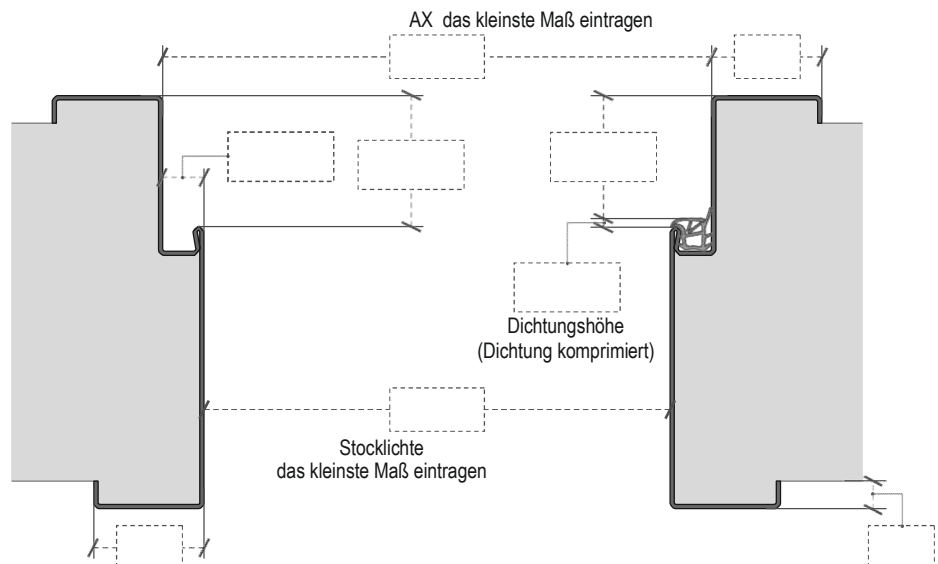 AX das kleinste Maß eintragen
Dichtungshöhe
(Dichtung komprimiert)
Stocklichte
das kleinste Maß eintragen